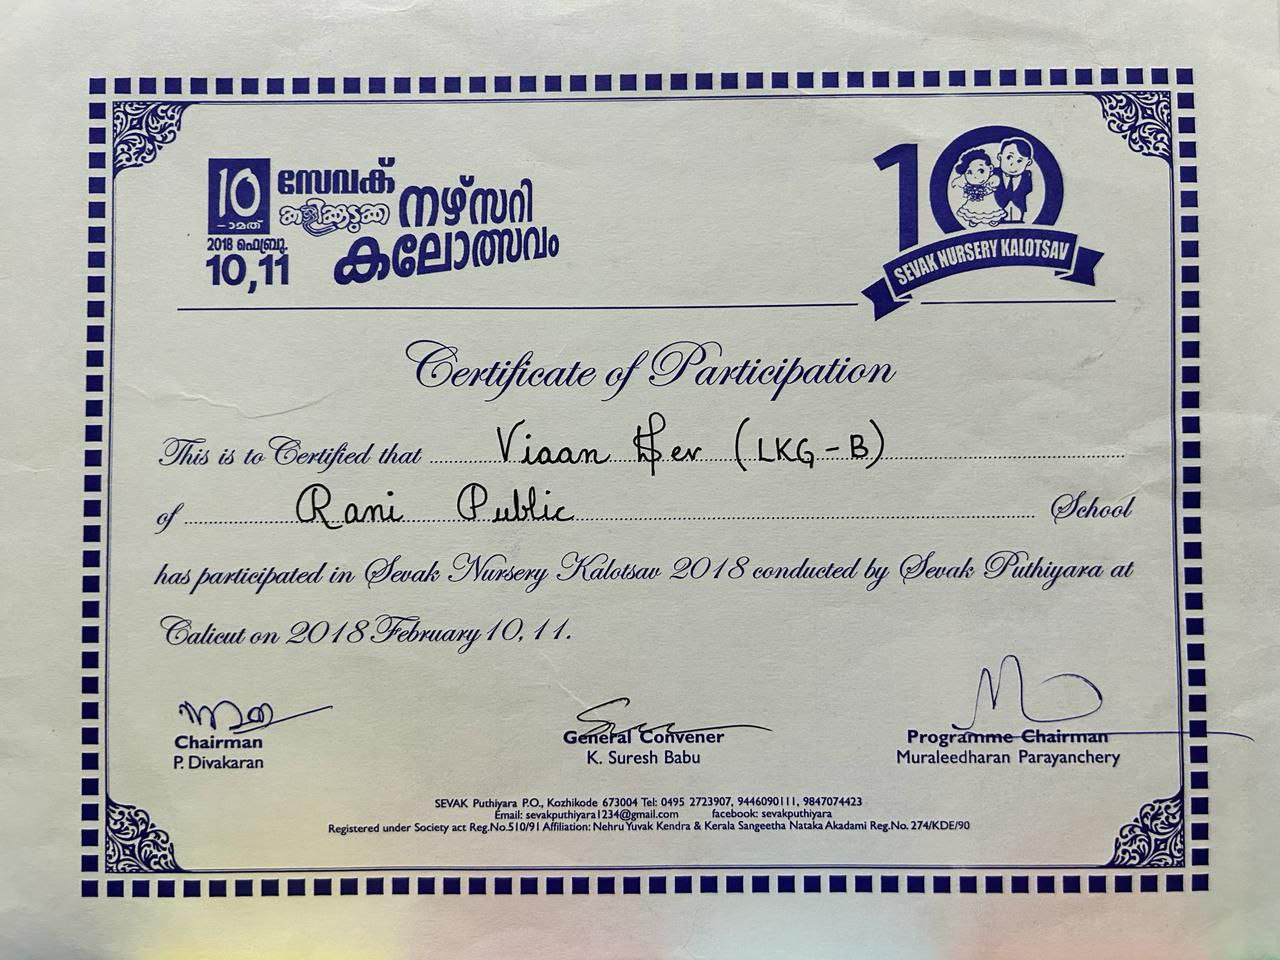 10
-ാമത്
2018 ഫെബ്രു.
10,11
സേവക്
നഴ്സറി
കലോത്സവം
10
SEVAK NURSERY KALOTSAV
Certificate of Participation
This is to Certified that Viaan Dev (LKG-B)
of Rani Public School
has participated in Sevak Nursery Kalotsav 2018 conducted by Sevak Puthiyara at
Calicut on 2018 February 10, 11.
Chairman
P. Divakaran
General Convener
K. Suresh Babu
Programme Chairman
Muraleedharan Parayanchery
SEVAK Puthiyara P.O., Kozhikode 673004 Tel: 0495 2723907, 9446090111, 9847074423
Email: sevakputhiyara1234@gmail.com facebook: sevakputhiyara
Registered under Society act Reg.No.510/91 Affiliation: Nehru Yuvak Kendra & Kerala Sangeetha Nataka Akadami Reg.No. 274/KDE/90